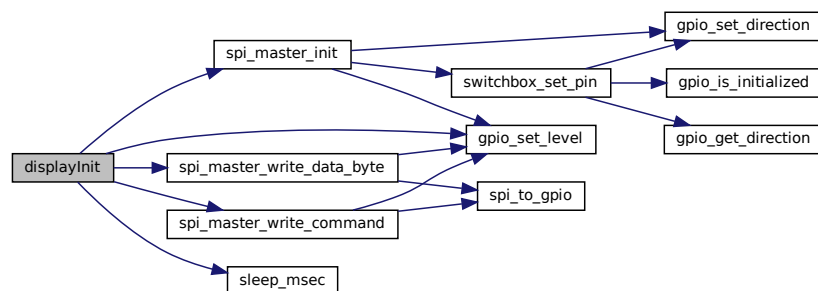 displayInit
spi_master_init
spi_master_write_data_byte
spi_master_write_command
sleep_msec
switchbox_set_pin
gpio_set_level
spi_to_gpio
gpio_set_direction
gpio_is_initialized
gpio_get_direction